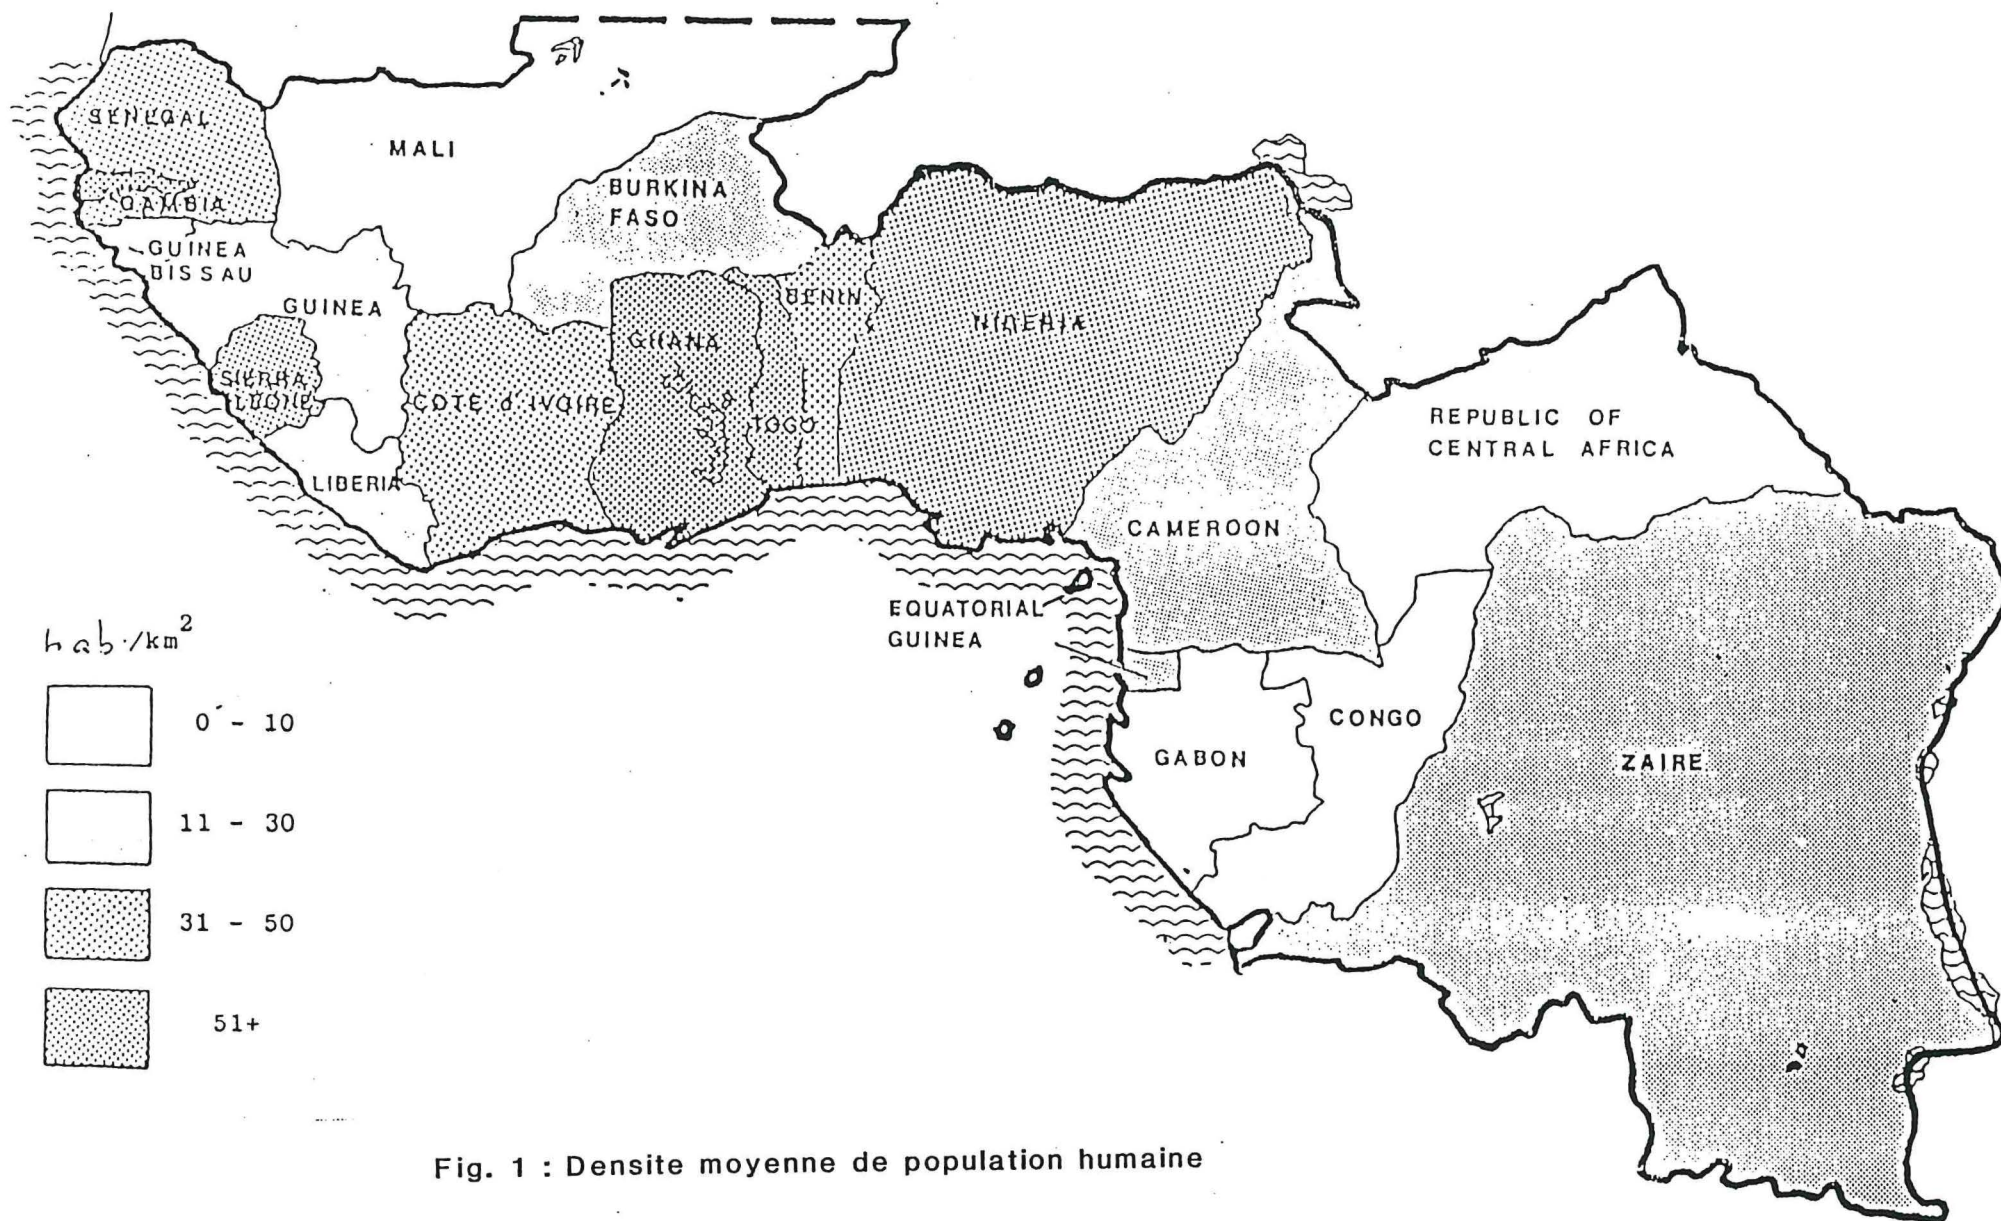 SENEGAL
MALI
GAMBIA
BURKINA
FASO
GUINEA
BISSAU
GUINEA
BENIN
NIGERIA
GHANA
SIERRA
LEONE
COTE d' IVOIRE
TOGO
LIBERIA
REPUBLIC OF
CENTRAL AFRICA
CAMEROON
EQUATORIAL
GUINEA
CONGO
GABON
ZAIRE
hab./km²
0 - 10
11 - 30
31 - 50
51+
Fig. 1 : Densite moyenne de population humaine